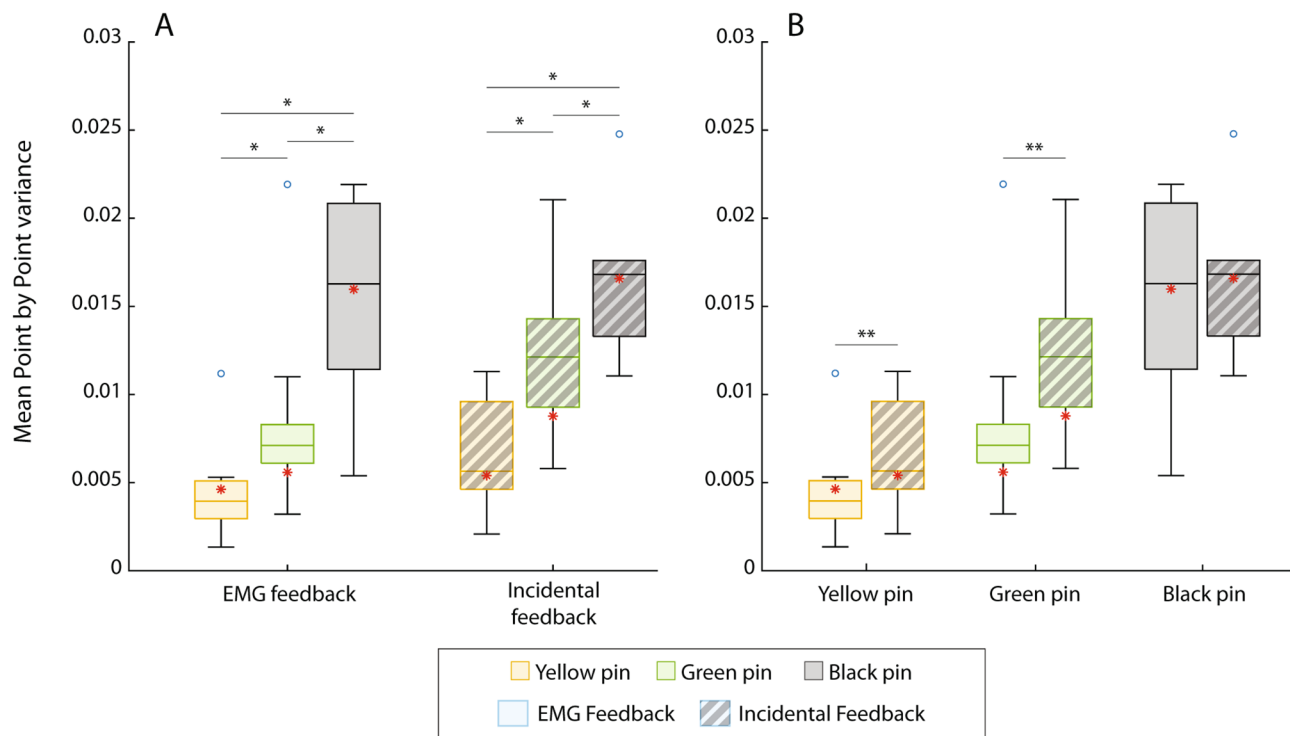 A
B
Mean Point by Point variance
0.03
0.025
0.02
0.015
0.01
0.005
0
* * *
* * *
EMG feedback
Incidental
feedback
0.03
0.025
0.02
0.015
0.01
0.005
0
**
**
Yellow pin
Green pin
Black pin
Yellow pin Green pin Black pin
EMG Feedback Incidental Feedback